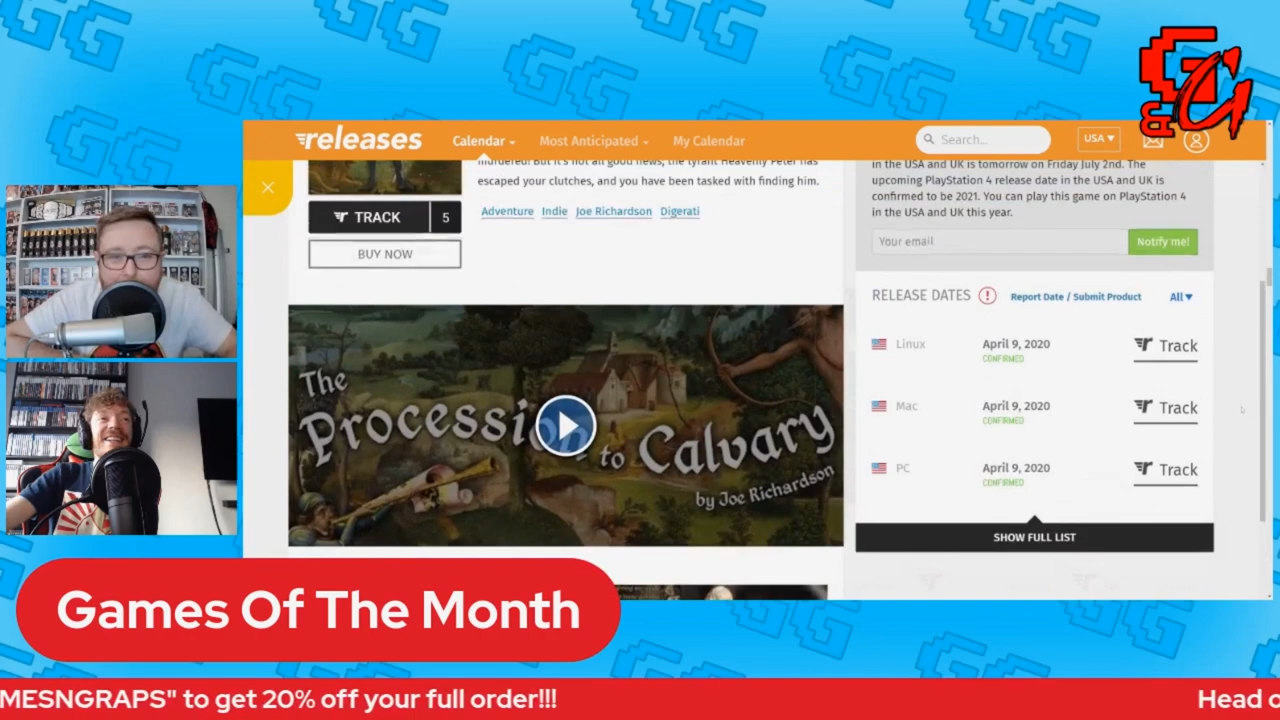 releases
Calendar
Most Anticipated
My Calendar
Search...
USA
murdered! But it's not all good news, the tyrant Heavenly Peter has
escaped your clutches, and you have been tasked with finding him.
TRACK
5
BUY NOW
Adventure
Indie
Joe Richardson
Digerati
The
Procession to Calvary
by Joe Richardson
in the USA and UK is tomorrow on Friday July 2nd. The
upcoming PlayStation 4 release date in the USA and UK is
confirmed to be 2021. You can play this game on PlayStation 4
in the USA and UK this year.
Your email
Notify me!
RELEASE DATES
Report Date / Submit Product
All
Linux
April 9, 2020
CONFIRMED
Track
Mac
April 9, 2020
CONFIRMED
Track
PC
April 9, 2020
CONFIRMED
Track
SHOW FULL LIST
Games Of The Month
MESNGRAPS" to get 20% off your full order!!!
Head o